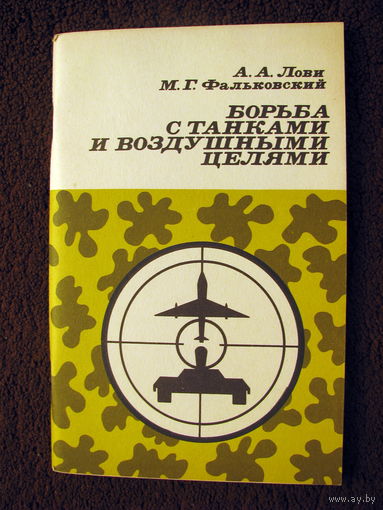 А. А. Лови
М. Г. Фальковский
БОРЬБА
С ТАНКАМИ
И ВОЗДУШНЫМИ
ЦЕЛЯМИ
www.ay.by